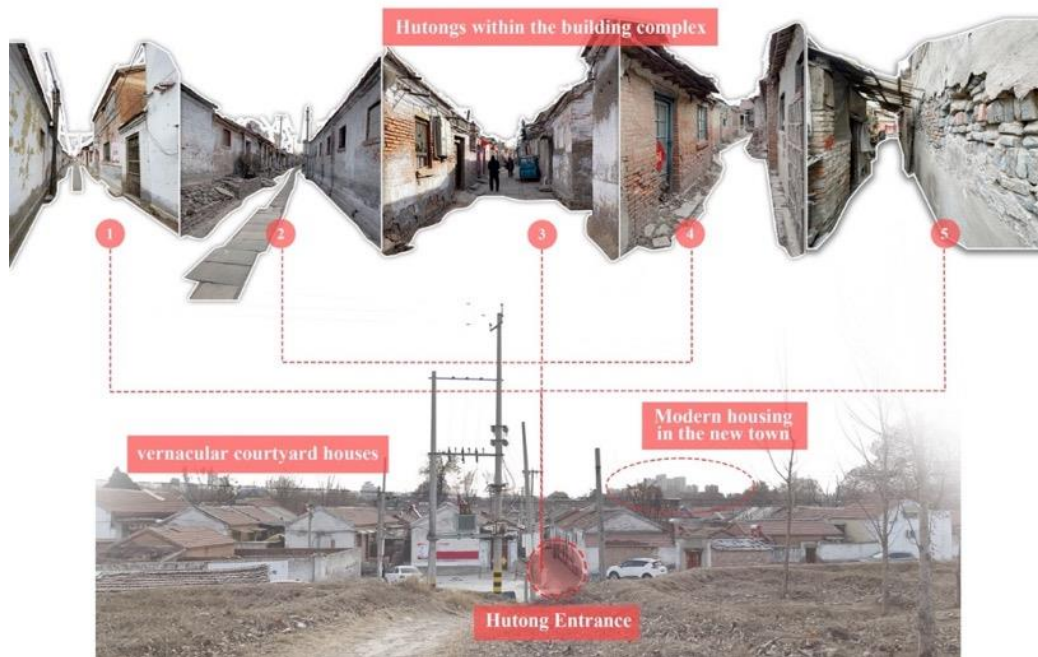 Hutongs within the building complex
1
2
3
4
5
Modern housing
in the new town
vernacular courtyard houses
Hutong Entrance